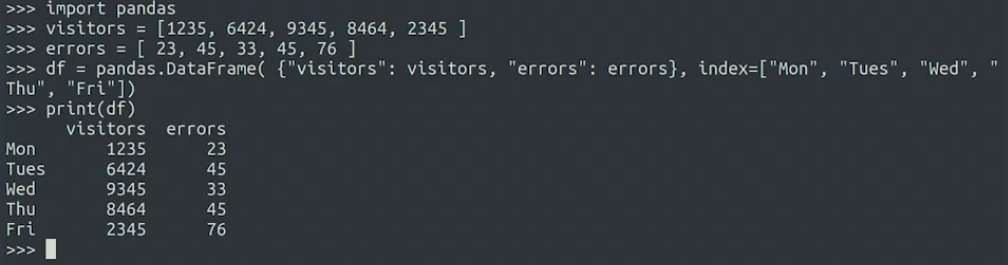 >>> import pandas
>>> visitors = [1235, 6424, 9345, 8464, 2345 ]
>>> errors = [ 23, 45, 33, 45, 76 ]
>>> df = pandas.DataFrame( {"visitors": visitors, "errors": errors}, index=["Mon", "Tues", "Wed", "
Thu", "Fri"])
>>> print(df)
      visitors  errors
Mon       1235      23
Tues      6424      45
Wed       9345      33
Thu       8464      45
Fri       2345      76
>>>